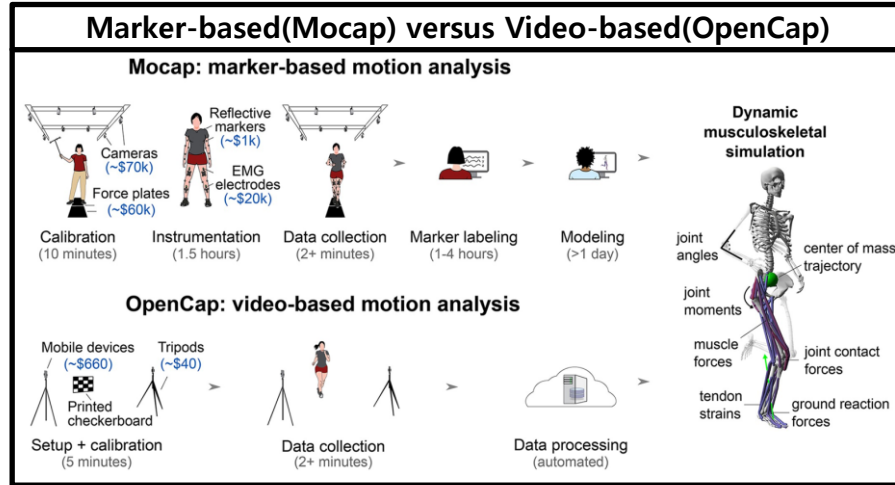 Marker-based(Mocap) versus Video-based(OpenCap)
Mocap: marker-based motion analysis
Cameras
(~$70k)
Force plates
(~$60k)
Calibration
(10 minutes)
Reflective
markers
(~$1k)
EMG
electrodes
(~$20k)
Instrumentation
(1.5 hours)
Data collection
(2+ minutes)
Marker labeling
(1-4 hours)
Modeling
(>1 day)
OpenCap: video-based motion analysis
Mobile devices
(~$660)
Tripods
(~$40)
Printed
checkerboard
Setup + calibration
(5 minutes)
Data collection
(2+ minutes)
Data processing
(automated)
Dynamic
musculoskeletal
simulation
joint
angles
center of mass
trajectory
joint
moments
muscle
forces
joint contact
forces
tendon
strains
ground reaction
forces